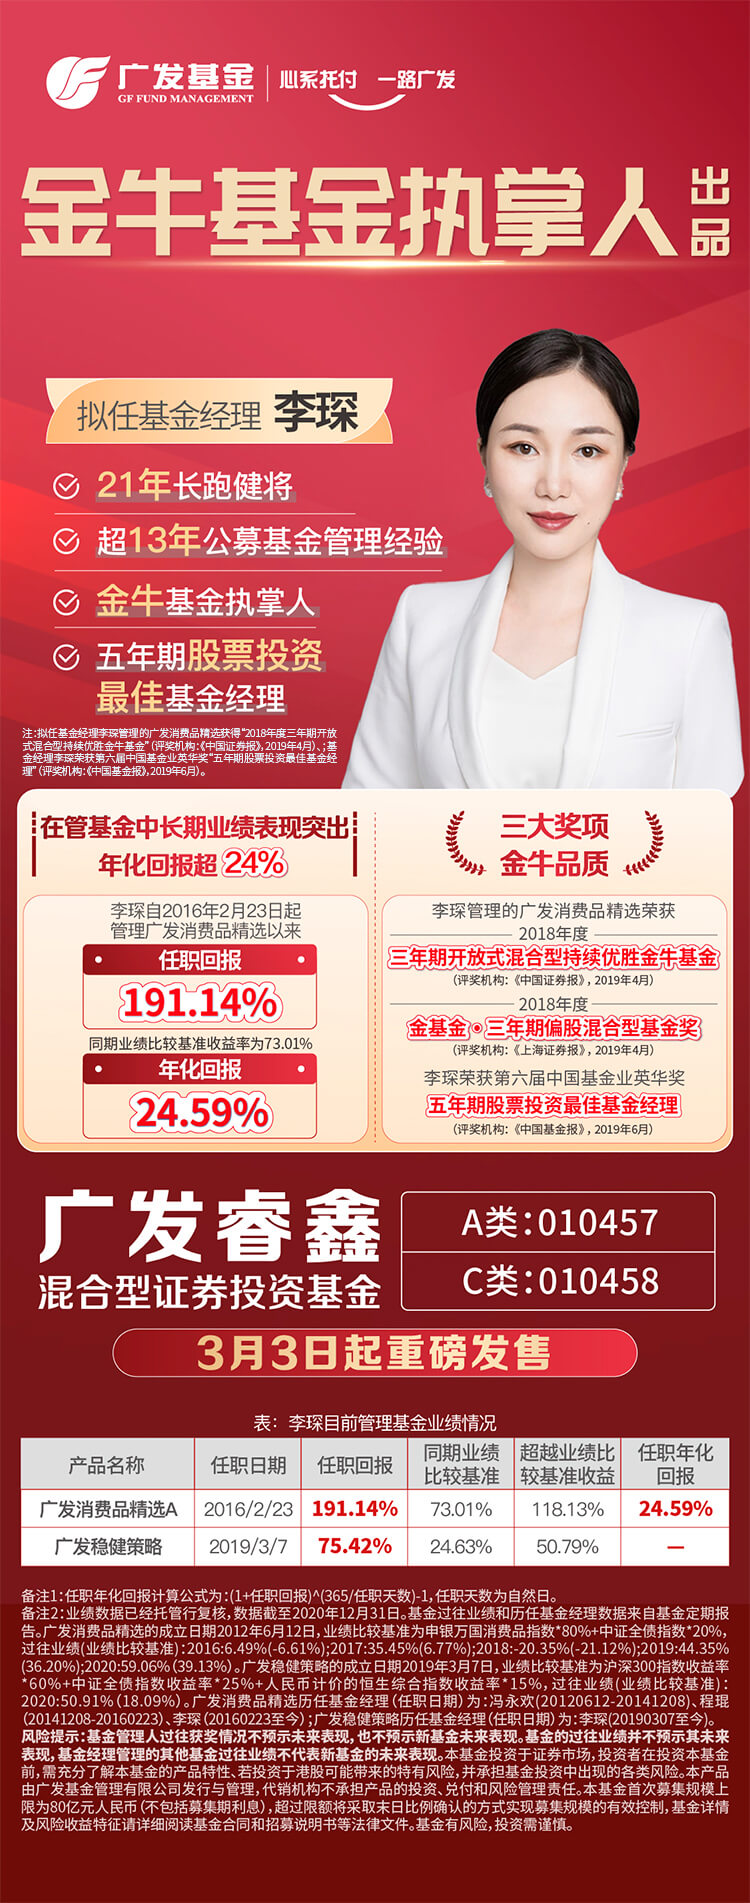 广发基金
GF FUND MANAGEMENT
心系托付 一路广发
金牛基金执掌人
出品
拟任基金经理 李琛
21年长跑健将
超13年公募基金管理经验
金牛基金执掌人
五年期股票投资
最佳基金经理
注:拟任基金经理李琛管理的广发消费品精选获得“2018年度三年期开放
式混合型持续优胜金牛基金”(评奖机构:《中国证券报》,2019年4月)、;基
金经理李琛荣获第六届中国基金业英华奖“五年期股票投资最佳基金经
理”(评奖机构:《中国基金报》,2019年6月)。
在管基金中长期业绩表现突出
年化回报超 24%
李琛自2016年2月23日起
管理广发消费品精选以来
任职回报
191.14%
同期业绩比较基准收益率为73.01%
年化回报
24.59%
三大奖项
金牛品质
李琛管理的广发消费品精选荣获
2018年度
三年期开放式混合型持续优胜金牛基金
(评奖机构:《中国证券报》,2019年4月)
2018年度
金基金·三年期偏股混合型基金奖
(评奖机构:《上海证券报》,2019年4月)
李琛荣获第六届中国基金业英华奖
五年期股票投资最佳基金经理
(评奖机构:《中国基金报》,2019年6月)
广发睿鑫
混合型证券投资基金
A类:010457
C类:010458
3月3日起重磅发售
表：李琛目前管理基金业绩情况
产品名称 任职日期 任职回报 同期业绩比较基准 超越业绩比较基准收益 任职年化回报
广发消费品精选A 2016/2/23 191.14% 73.01% 118.13% 24.59%
广发稳健策略 2019/3/7 75.42% 24.63% 50.79% —
备注1:任职年化回报计算公式为:(1+任职回报)^(365/任职天数)-1,任职天数为自然日。
备注2:业绩数据已经托管行复核,数据截至2020年12月31日。基金过往业绩和历任基金经理数据来自基金定期报
告。广发消费品精选的成立日期2012年6月12日,业绩比较基准为申银万国消费品指数*80%+中证全债指数*20%,
过往业绩(业绩比较基准):2016:6.49%(-6.61%);2017:35.45%(6.77%);2018:-20.35%(-21.12%);2019:44.35%
(36.20%);2020:59.06%(39.13%)。广发稳健策略的成立日期2019年3月7日,业绩比较基准为沪深300指数收益率
*60%+中证全债指数收益率*25%+人民币计价的恒生综合指数收益率*15%,过往业绩(业绩比较基准):
2020:50.91%(18.09%)。广发消费品精选历任基金经理(任职日期)为:冯永欢(20120612-20141208)、程琨
(20141208-20160223)、李琛(20160223至今);广发稳健策略历任基金经理(任职日期)为:李琛(20190307至今)。
风险提示:基金管理人过往获奖情况不预示未来表现,也不预示新基金未来表现。基金的过往业绩并不预示其未来
表现,基金经理管理的其他基金过往业绩不代表新基金的未来表现。本基金投资于证券市场,投资者在投资本基金
前,需充分了解本基金的产品特性、若投资于港股可能带来的特有风险,并承担基金投资中出现的各类风险。本产品
由广发基金管理有限公司发行与管理,代销机构不承担产品的投资、兑付和风险管理责任。本基金首次募集规模上
限为80亿元人民币(不包括募集期利息),超过限额将采取末日比例确认的方式实现募集规模的有效控制,基金详情
及风险收益特征请详细阅读基金合同和招募说明书等法律文件。基金有风险,投资需谨慎。